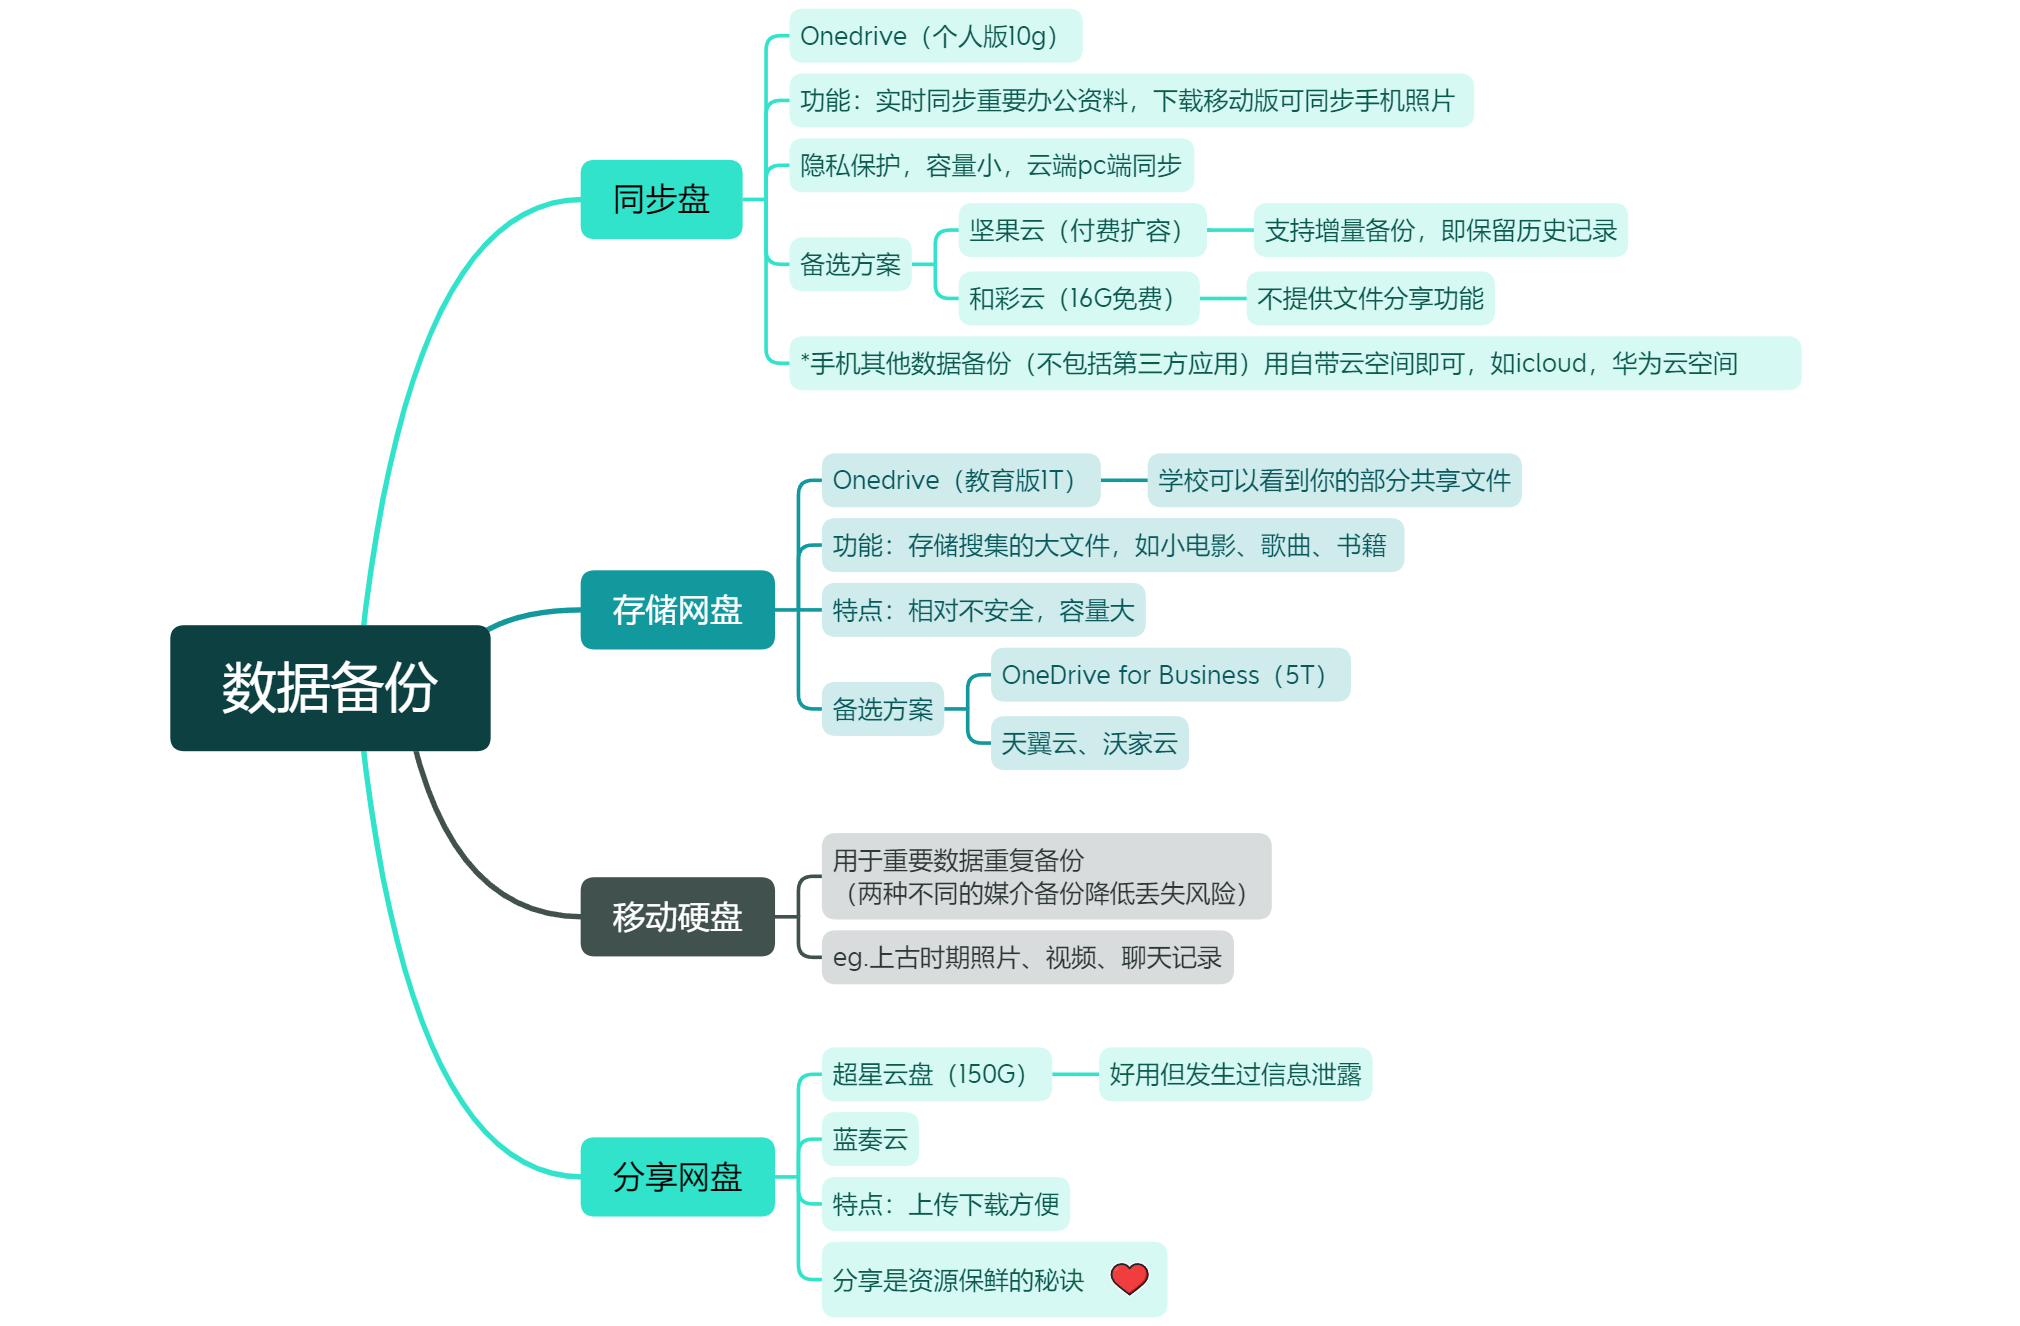 数据备份
同步盘
Onedrive（个人版10g）
功能：实时同步重要办公资料，下载移动版可同步手机照片
隐私保护，容量小，云端pc端同步
备选方案
坚果云（付费扩容）
支持增量备份，即保留历史记录
和彩云（16G免费）
不提供文件分享功能
*手机其他数据备份（不包括第三方应用）用自带云空间即可，如icloud，华为云空间
存储网盘
Onedrive（教育版1T）
学校可以看到你的部分共享文件
功能：存储搜集的大文件，如小电影、歌曲、书籍
特点：相对不安全，容量大
备选方案
OneDrive for Business（5T）
天翼云、沃家云
移动硬盘
用于重要数据重复备份
（两种不同的媒介备份降低丢失风险）
eg.上古时期照片、视频、聊天记录
分享网盘
超星云盘（150G）
好用但发生过信息泄露
蓝奏云
特点：上传下载方便
分享是资源保鲜的秘诀